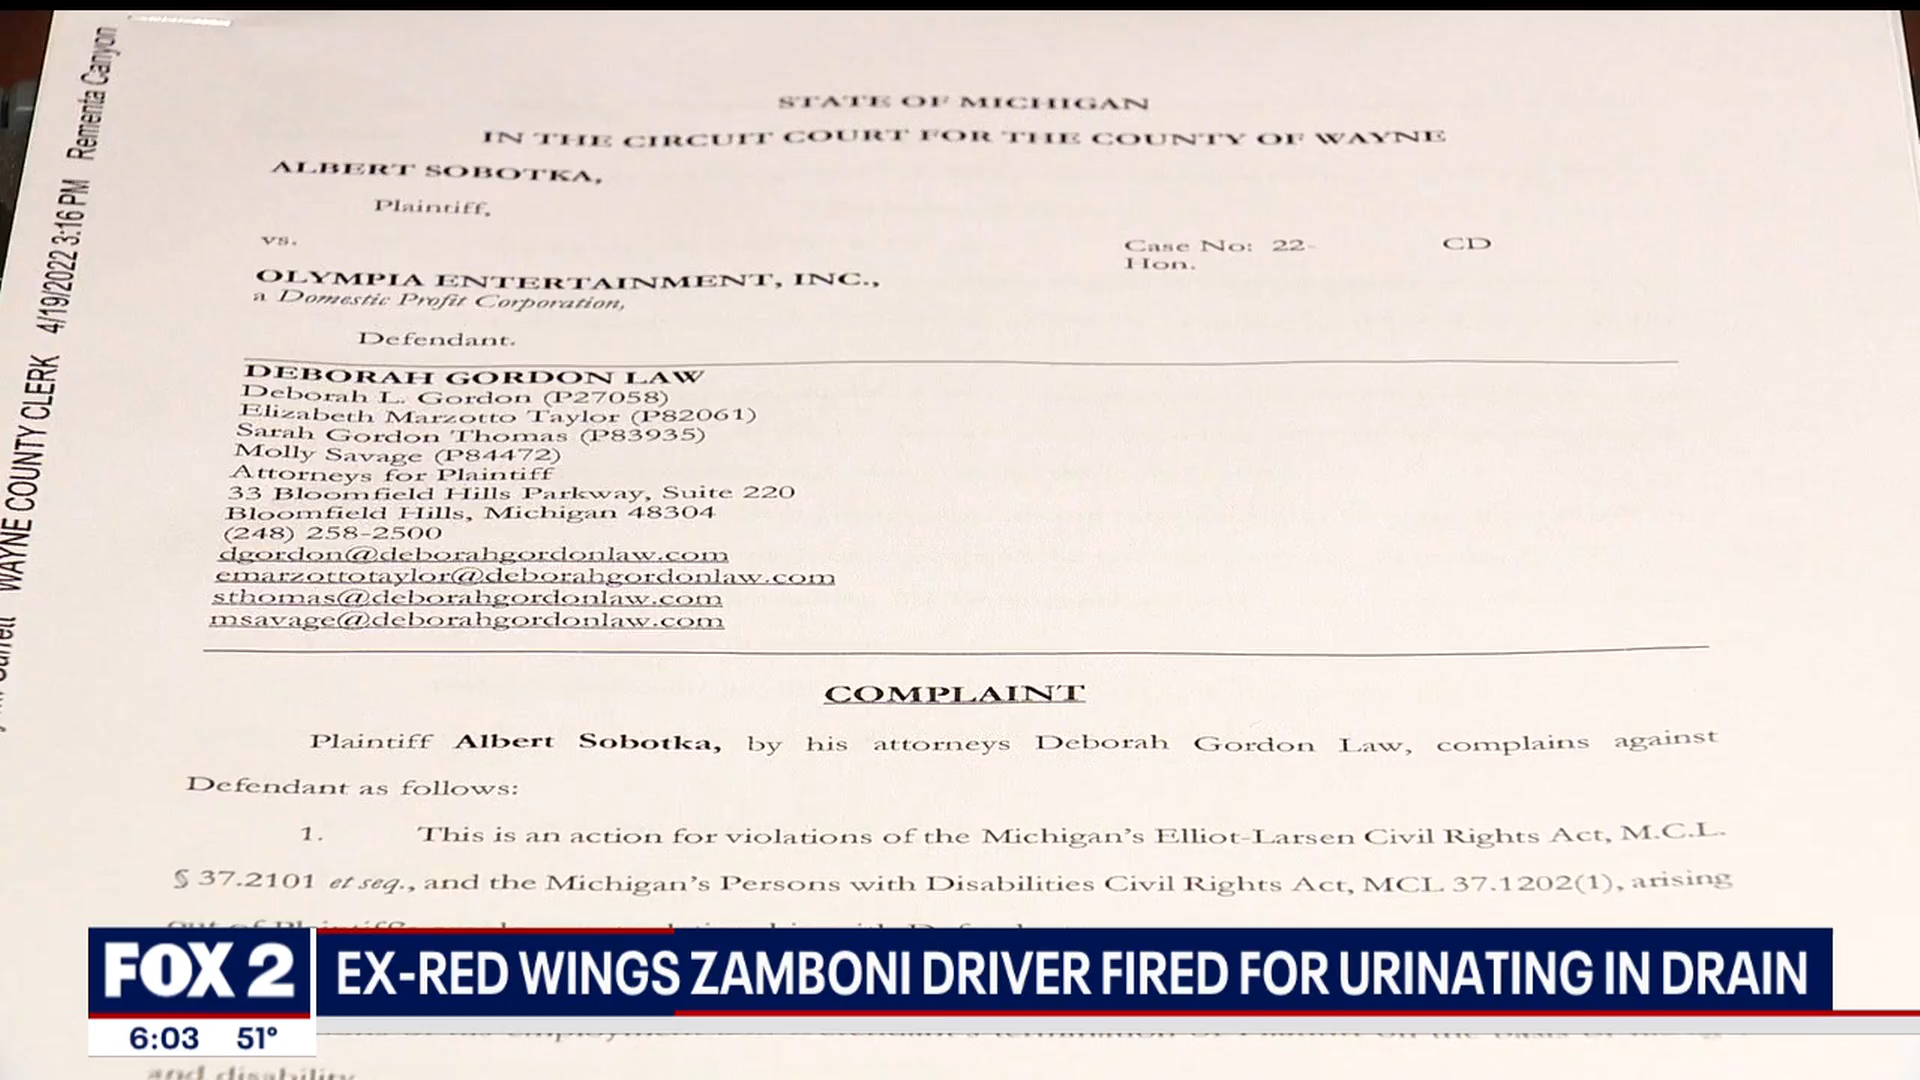 STATE OF MICHIGAN
IN THE CIRCUIT COURT FOR THE COUNTY OF WAYNE
ALBERT SOBOTKA,
Plaintiff,
vs.
Case No: 22- CD
Hon.
OLYMPIA ENTERTAINMENT, INC.,
a Domestic Profit Corporation,
Defendant.
DEBORAH GORDON LAW
Deborah L. Gordon (P27058)
Elizabeth Marzotto Taylor (P82061)
Sarah Gordon Thomas (P83935)
Molly Savage (P84472)
Attorneys for Plaintiff
33 Bloomfield Hills Parkway, Suite 220
Bloomfield Hills, Michigan 48304
(248) 258-2500
dgordon@deborahgordonlaw.com
emarzottotaylor@deborahgordonlaw.com
sthomas@deborahgordonlaw.com
msavage@deborahgordonlaw.com
COMPLAINT
Plaintiff Albert Sobotka, by his attorneys Deborah Gordon Law, complains against
Defendant as follows:
1. This is an action for violations of the Michigan's Elliot-Larsen Civil Rights Act, M.C.L.
§ 37.2101 et seq., and the Michigan's Persons with Disabilities Civil Rights Act, MCL 37.1202(1), arising
and disability
WAYNE COUNTY CLERK 4/19/2022 3:16 PM Rementa Canyon
FOX 2
EX-RED WINGS ZAMBONI DRIVER FIRED FOR URINATING IN DRAIN
6:03 51°